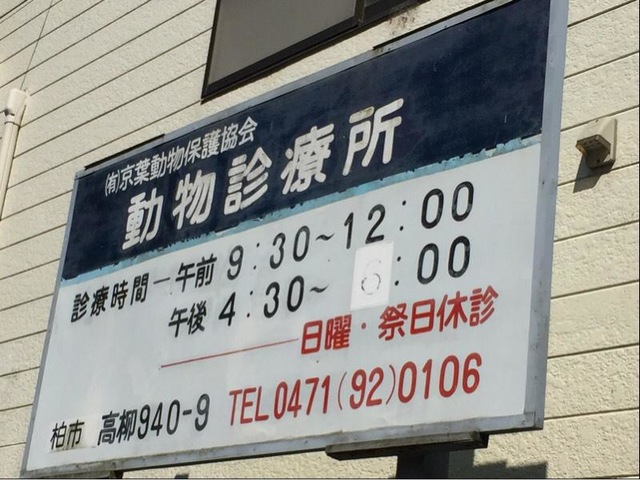 (有)京葉動物保護協会
動物診療所
診療時間ー午前 9:30~12:00
午後 4:30~6:00
日曜・祭日休診
柏市 高柳940-9 TEL0471(92)0106